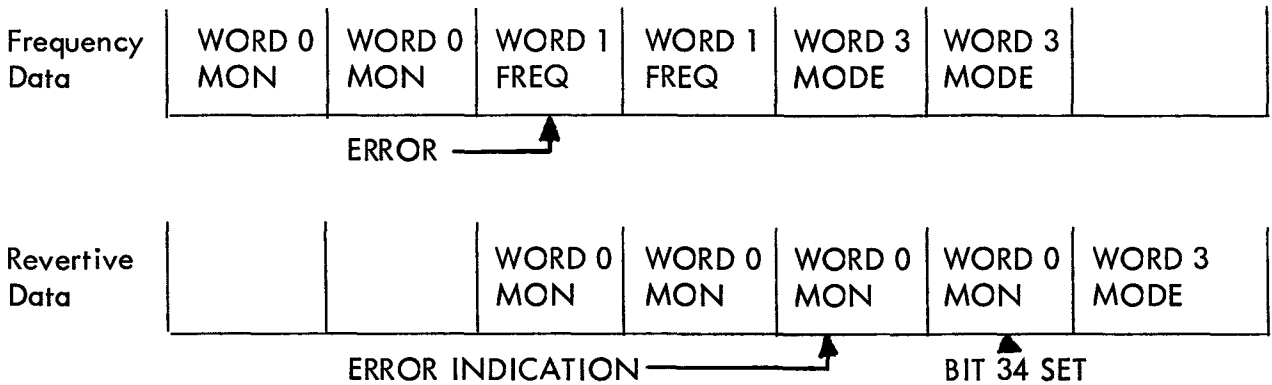 Frequency WORD 0 WORD 0 WORD 1 WORD 1 WORD 3 WORD 3
Data MON MON FREQ FREQ MODE MODE
ERROR
Revertive WORD 0 WORD 0 WORD 0 WORD 0 WORD 3
Data MON MON MON MON MODE
ERROR INDICATION BIT 34 SET